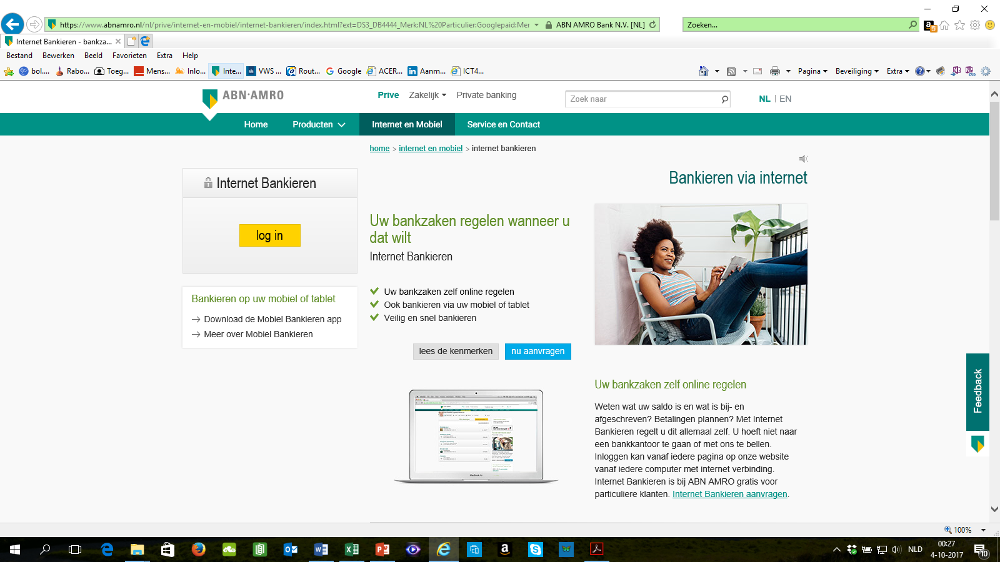 https://www.abnamro.nl/nl/prive/internet-en-mobiel/internet-bankieren/index.html?ext=DS3_DB4444_Merk:NL%20Particulier:Googlepaid:Mer
ABN AMRO Bank N.V. [NL]
Zoeken...
5
Internet Bankieren - bankza...
Bestand Bewerken Beeld Favorieten Extra Help
bol.... Rabo... Toeg... Mens... Inlo... Inte... VWS ... Rout... Google ACER... Aanm... ICT4...
Pagina Beveiliging Extra
ABN·AMRO
Prive Zakelijk Private banking
Zoek naar
NL | EN
Home Producten Internet en Mobiel Service en Contact
home > internet en mobiel > internet bankieren
Internet Bankieren
log in
Bankieren op uw mobiel of tablet
Download de Mobiel Bankieren app
Meer over Mobiel Bankieren
Bankieren via internet
Uw bankzaken regelen wanneer u
dat wilt
Internet Bankieren
Uw bankzaken zelf online regelen
Ook bankieren via uw mobiel of tablet
Veilig en snel bankieren
lees de kenmerken
nu aanvragen
MacBook Air
Uw bankzaken zelf online regelen
Weten wat uw saldo is en wat is bij- en
afgeschreven? Betalingen plannen? Met Internet
Bankieren regelt u dit allemaal zelf. U hoeft niet naar
een bankkantoor te gaan of met ons te bellen.
Inloggen kan vanaf iedere pagina op onze website
vanaf iedere computer met internet verbinding.
Internet Bankieren is bij ABN AMRO gratis voor
particuliere klanten. Internet Bankieren aanvragen.
Feedback
100%
NLD
00:27
4-10-2017
10